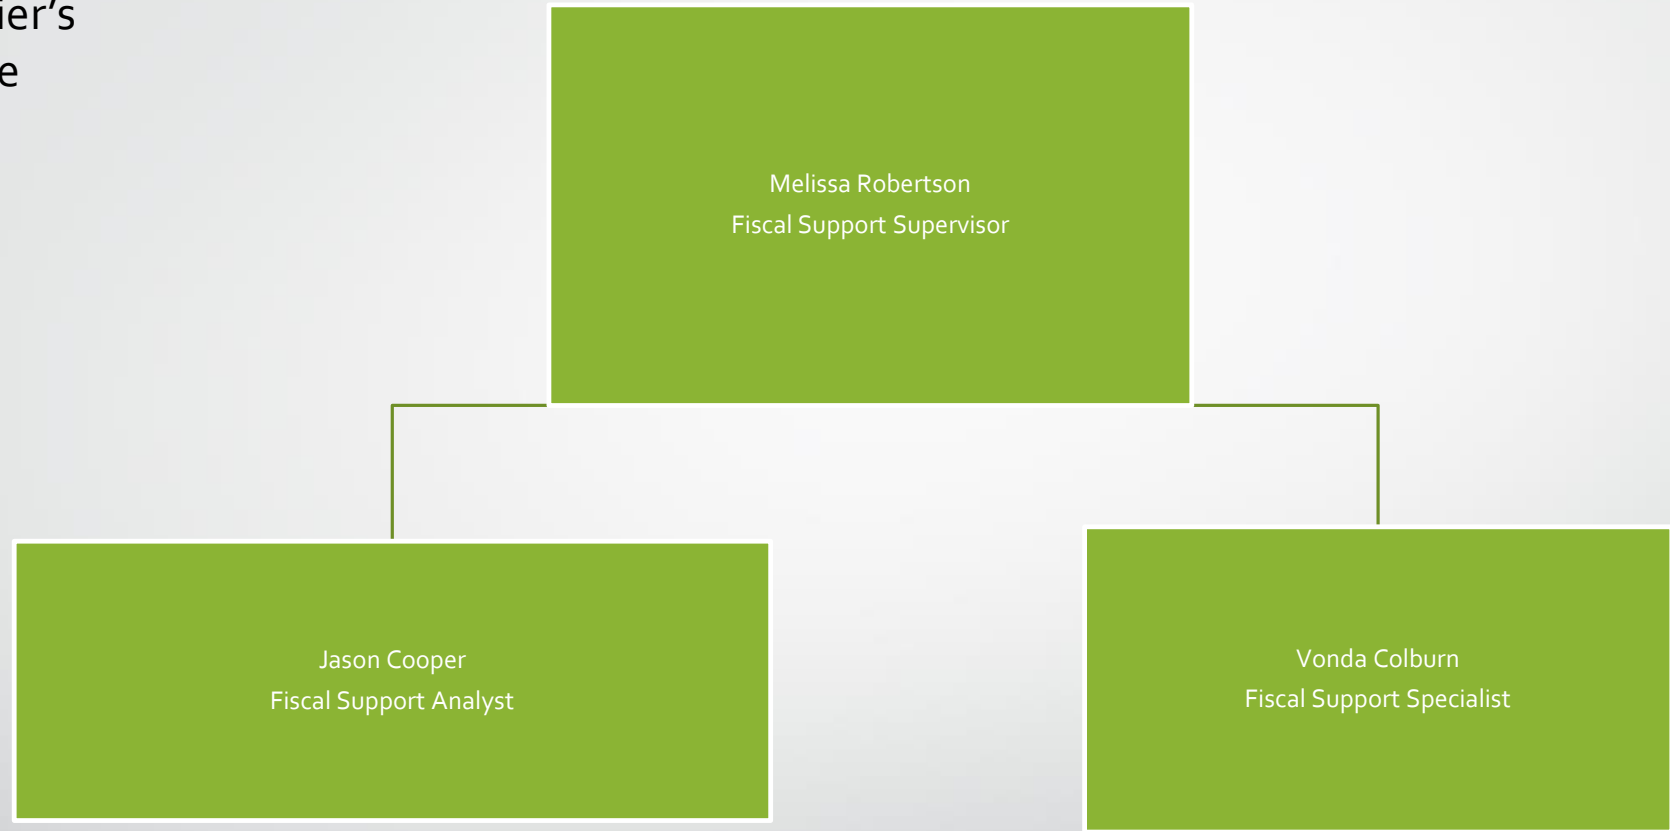 ier’s
e
Melissa Robertson
Fiscal Support Supervisor
Jason Cooper
Fiscal Support Analyst
Vonda Colburn
Fiscal Support Specialist